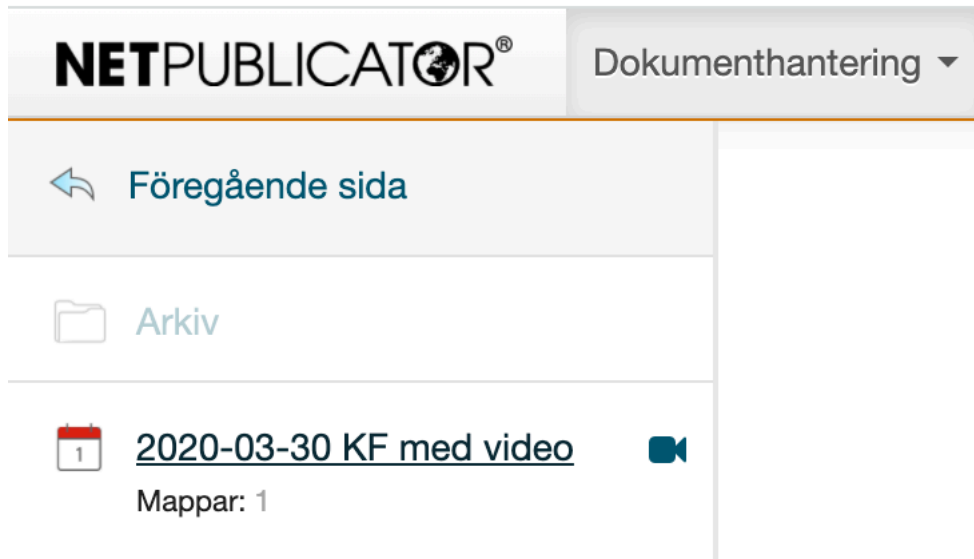 NETPUBLICATOR®
Dokumenthantering
Föregående sida
Arkiv
1
2020-03-30 KF med video
Mappar: 1